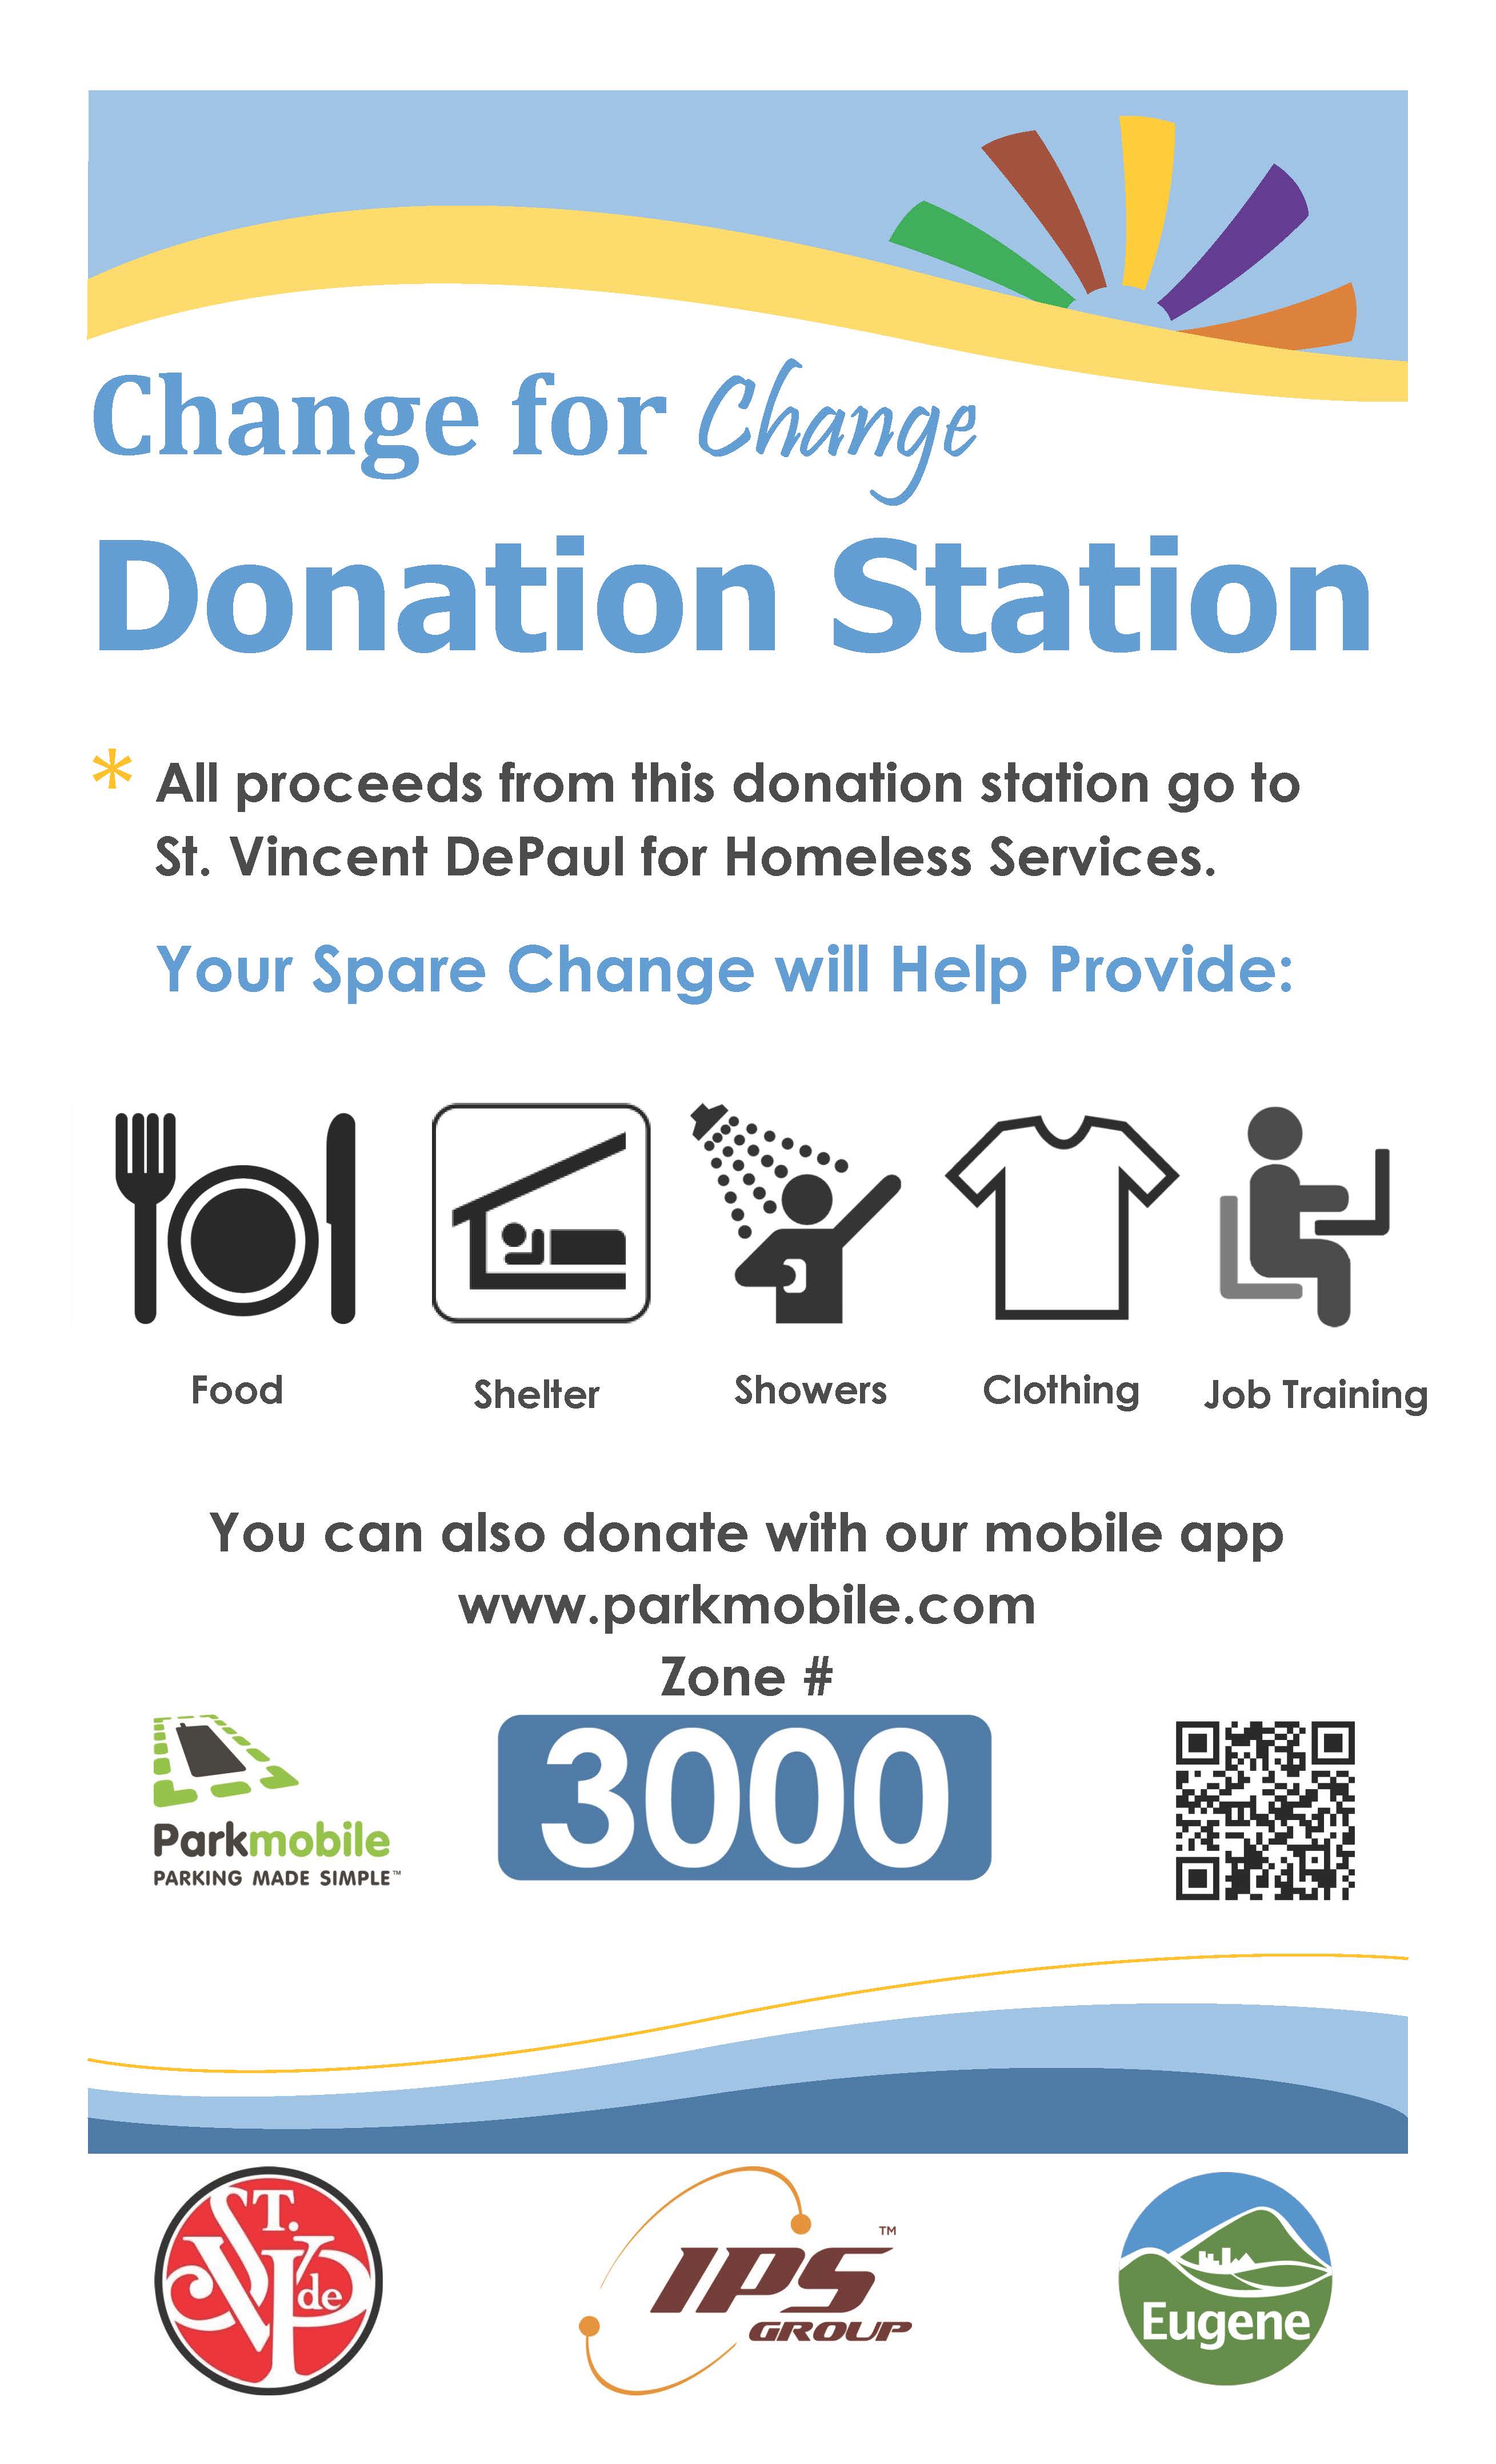 Change for Change
Donation Station
* All proceeds from this donation station go to
St. Vincent DePaul for Homeless Services.
Your Spare Change will Help Provide:
Food Shelter Showers Clothing Job Training
You can also donate with our mobile app
www.parkmobile.com
Zone #
3000
Parkmobile
PARKING MADE SIMPLE™
ST.
V de P
IPS™
GROUP
Eugene